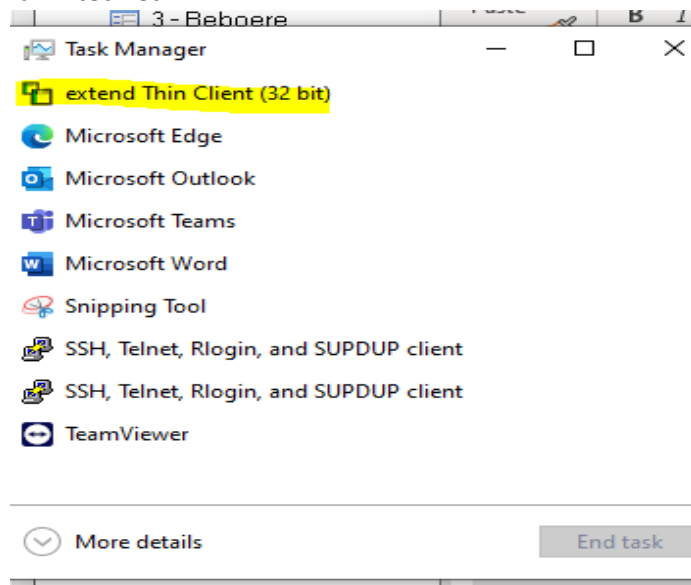 3 - Beboere
Paste
B I
Task Manager
extend Thin Client (32 bit)
Microsoft Edge
Microsoft Outlook
Microsoft Teams
Microsoft Word
Snipping Tool
SSH, Telnet, Rlogin, and SUPDUP client
SSH, Telnet, Rlogin, and SUPDUP client
TeamViewer
More details
End task